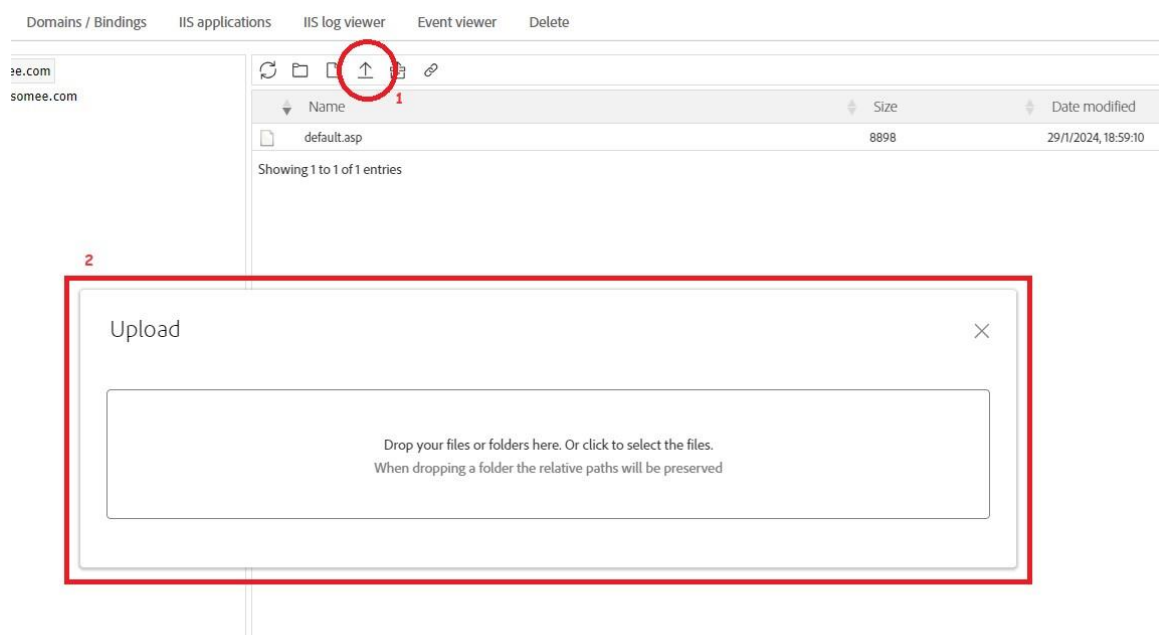 Domains / Bindings IIS applications IIS log viewer Event viewer Delete
ee.com
somee.com
1
Name Size Date modified
default.asp 8898 29/1/2024, 18:59:10
Showing 1 to 1 of 1 entries
2
Upload
Drop your files or folders here. Or click to select the files.
When dropping a folder the relative paths will be preserved